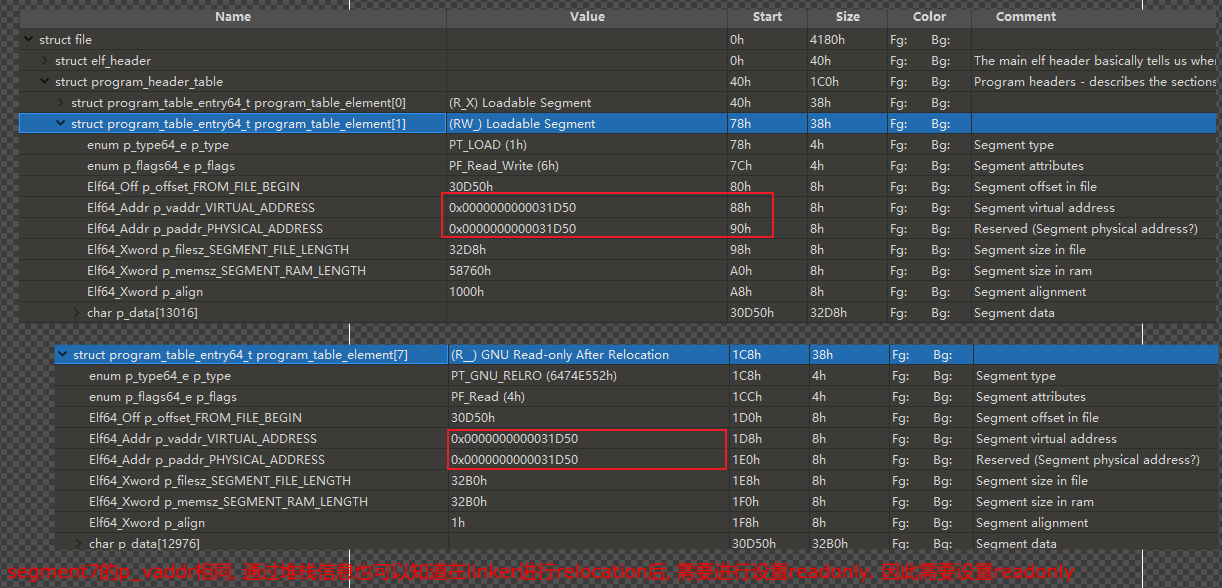 Name Value Start Size Color Comment
struct file 0h 4180h Fg: Bg:
struct elf_header 0h 40h Fg: Bg: The main elf header basically tells us whe
struct program_header_table 40h 1C0h Fg: Bg: Program headers - describes the sections
struct program_table_entry64_t program_table_element[0] (R_X) Loadable Segment 40h 38h Fg: Bg:
struct program_table_entry64_t program_table_element[1] (RW_) Loadable Segment 78h 38h Fg: Bg:
enum p_type64_e p_type PT_LOAD (1h) 78h 4h Fg: Bg: Segment type
enum p_flags64_e p_flags PF_Read_Write (6h) 7Ch 4h Fg: Bg: Segment attributes
Elf64_Off p_offset_FROM_FILE_BEGIN 30D50h 80h 8h Fg: Bg: Segment offset in file
Elf64_Addr p_vaddr_VIRTUAL_ADDRESS 0x0000000000031D50 88h 8h Fg: Bg: Segment virtual address
Elf64_Addr p_paddr_PHYSICAL_ADDRESS 0x0000000000031D50 90h 8h Fg: Bg: Reserved (Segment physical address?)
Elf64_Xword p_filesz_SEGMENT_FILE_LENGTH 32D8h 98h 8h Fg: Bg: Segment size in file
Elf64_Xword p_memsz_SEGMENT_RAM_LENGTH 58760h A0h 8h Fg: Bg: Segment size in ram
Elf64_Xword p_align 1000h A8h 8h Fg: Bg: Segment alignment
char p_data[13016] 30D50h 32D8h Fg: Bg: Segment data
struct program_table_entry64_t program_table_element[7] (R__) GNU Read-only After Relocation 1C8h 38h Fg: Bg:
enum p_type64_e p_type PT_GNU_RELRO (6474E552h) 1C8h 4h Fg: Bg: Segment type
enum p_flags64_e p_flags PF_Read (4h) 1CCh 4h Fg: Bg: Segment attributes
Elf64_Off p_offset_FROM_FILE_BEGIN 30D50h 1D0h 8h Fg: Bg: Segment offset in file
Elf64_Addr p_vaddr_VIRTUAL_ADDRESS 0x0000000000031D50 1D8h 8h Fg: Bg: Segment virtual address
Elf64_Addr p_paddr_PHYSICAL_ADDRESS 0x0000000000031D50 1E0h 8h Fg: Bg: Reserved (Segment physical address?)
Elf64_Xword p_filesz_SEGMENT_FILE_LENGTH 32B0h 1E8h 8h Fg: Bg: Segment size in file
Elf64_Xword p_memsz_SEGMENT_RAM_LENGTH 32B0h 1F0h 8h Fg: Bg: Segment size in ram
Elf64_Xword p_align 1h 1F8h 8h Fg: Bg: Segment alignment
char p_data[12976] 30D50h 32B0h Fg: Bg: Segment data
segment7的p_vaddr相同, 通过堆栈信息也可以知道在linker进行relocation后, 需要进行设置readonly, 因此需要设置readonly